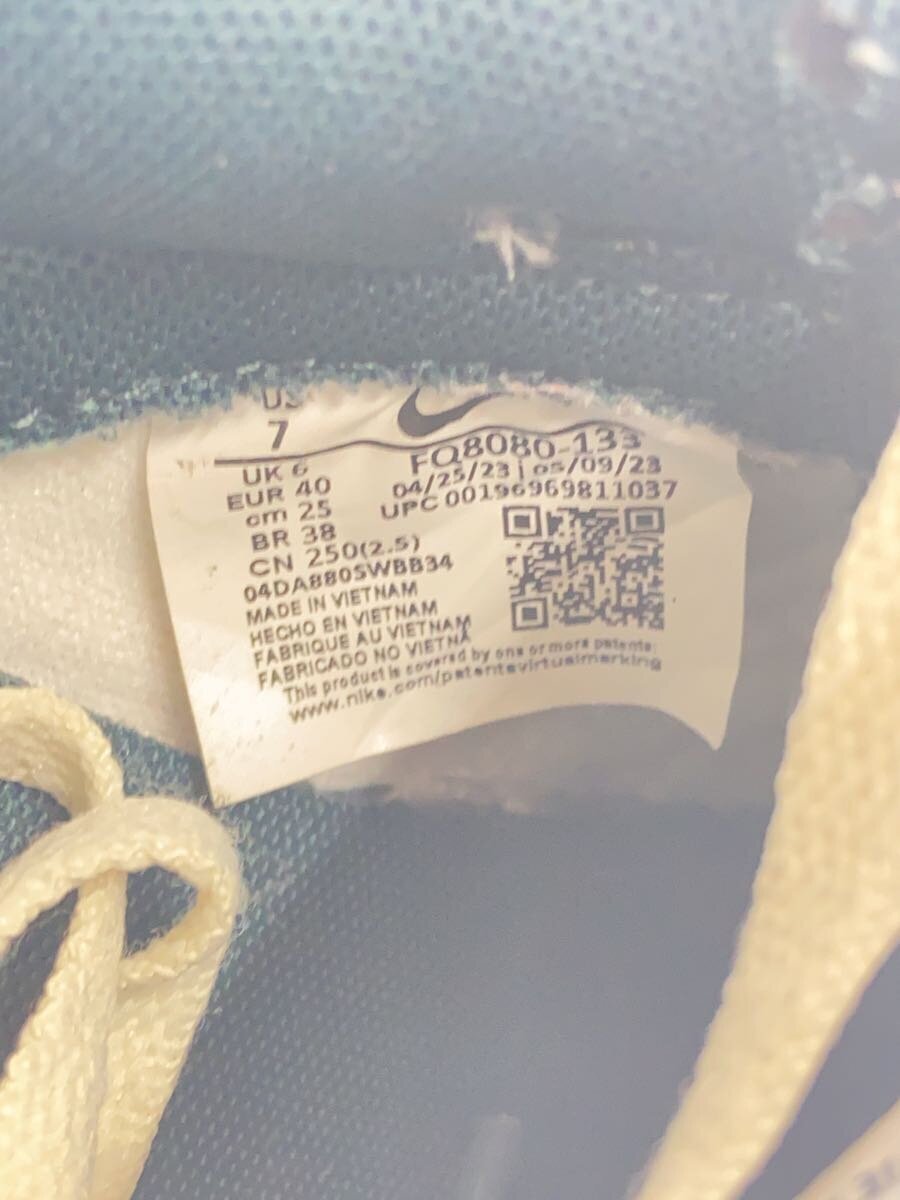 US
7
UK 6
EUR 40
cm 25
BR 38
CN 250(2.5)
04DA880SWBB34
MADE IN VIETNAM
HECHO EN VIETNAM
FABRIQUE AU VIETNAM
FABRICADO NO VIETNÃ
FQ8080-133
04/25/23 | 05/09/23
UPC 00196969811037
This product is covered by one or more patents
www.nike.com/patentsvirtualmarking